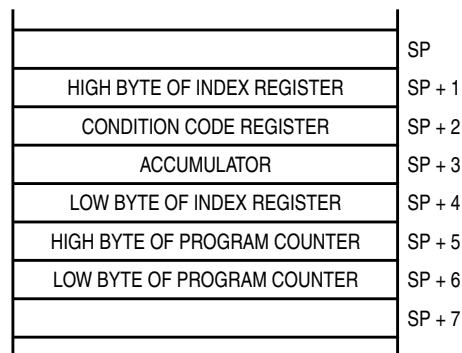 SP
HIGH BYTE OF INDEX REGISTER SP + 1
CONDITION CODE REGISTER SP + 2
ACCUMULATOR SP + 3
LOW BYTE OF INDEX REGISTER SP + 4
HIGH BYTE OF PROGRAM COUNTER SP + 5
LOW BYTE OF PROGRAM COUNTER SP + 6
SP + 7